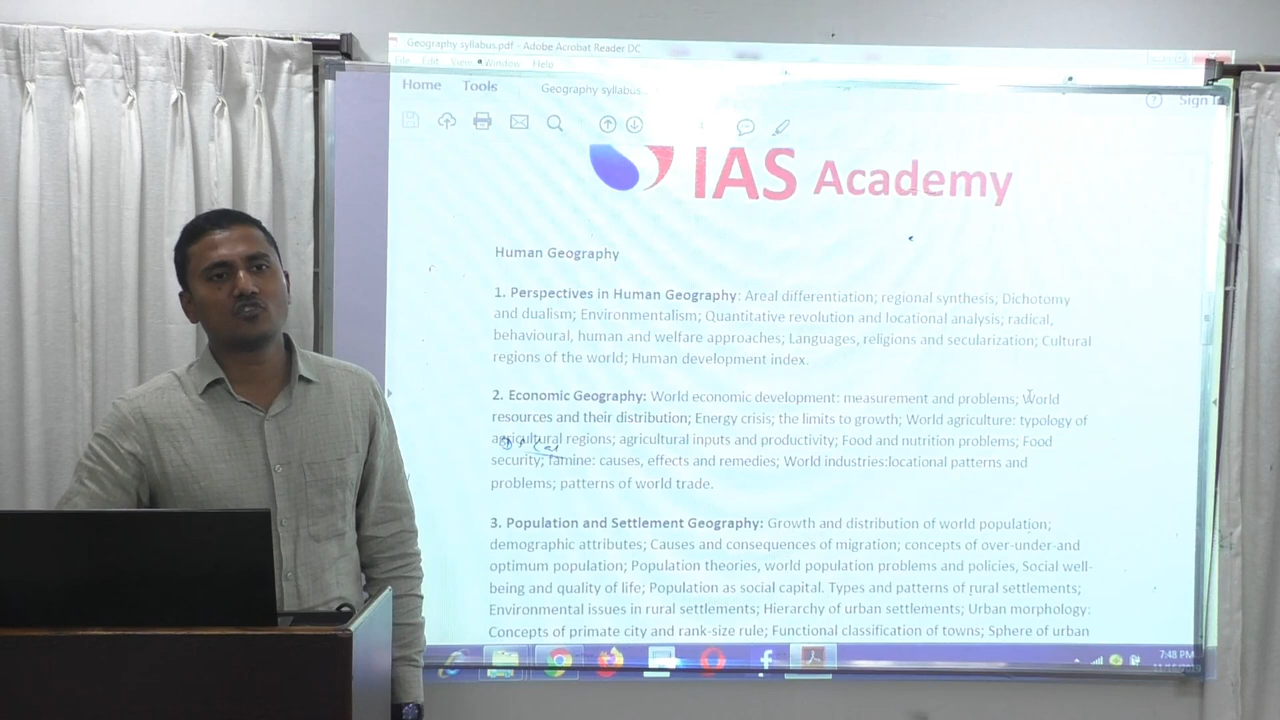 Geography syllabus.pdf - Adobe Acrobat Reader DC
File Edit View Window Help
Home Tools Geography syllabus...
Sign In
IAS Academy
Human Geography
1. Perspectives in Human Geography: Areal differentiation; regional synthesis; Dichotomy
and dualism; Environmentalism; Quantitative revolution and locational analysis; radical,
behavioural, human and welfare approaches; Languages, religions and secularization; Cultural
regions of the world; Human development index.
2. Economic Geography: World economic development: measurement and problems; World
resources and their distribution; Energy crisis; the limits to growth; World agriculture: typology of
agricultural regions; agricultural inputs and productivity; Food and nutrition problems; Food
security; famine: causes, effects and remedies; World industries:locational patterns and
problems; patterns of world trade.
3. Population and Settlement Geography: Growth and distribution of world population;
demographic attributes; Causes and consequences of migration; concepts of over-under-and
optimum population; Population theories, world population problems and policies, Social well-
being and quality of life; Population as social capital. Types and patterns of rural settlements;
Environmental issues in rural settlements; Hierarchy of urban settlements; Urban morphology:
Concepts of primate city and rank-size rule; Functional classification of towns; Sphere of urban
7:48 PM